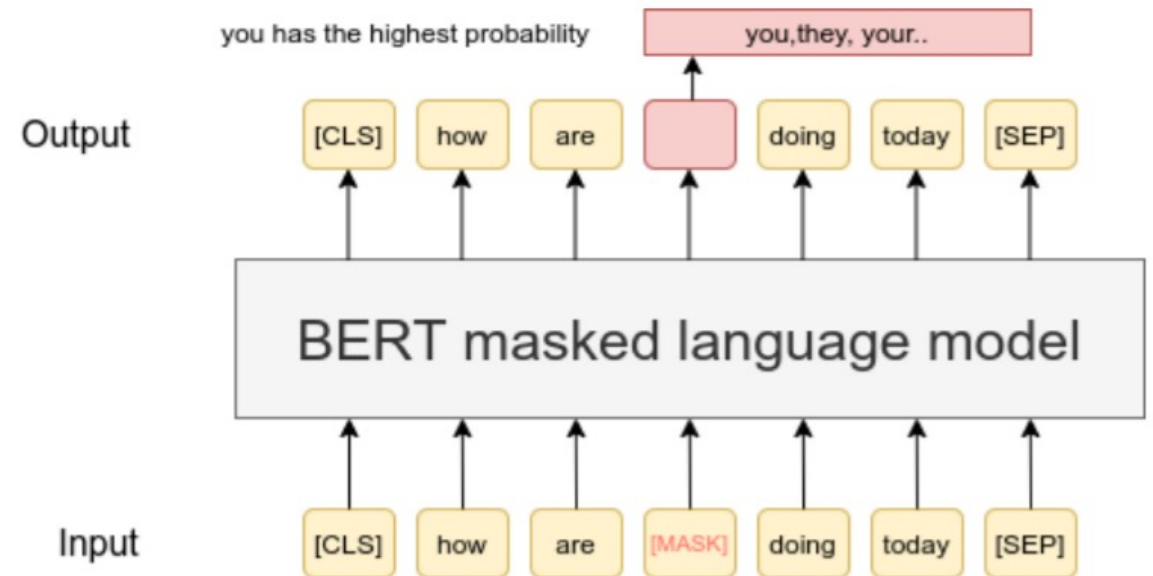 you has the highest probability
you,they, your..
Output
[CLS] how are doing today [SEP]
BERT masked language model
Input
[CLS] how are [MASK] doing today [SEP]